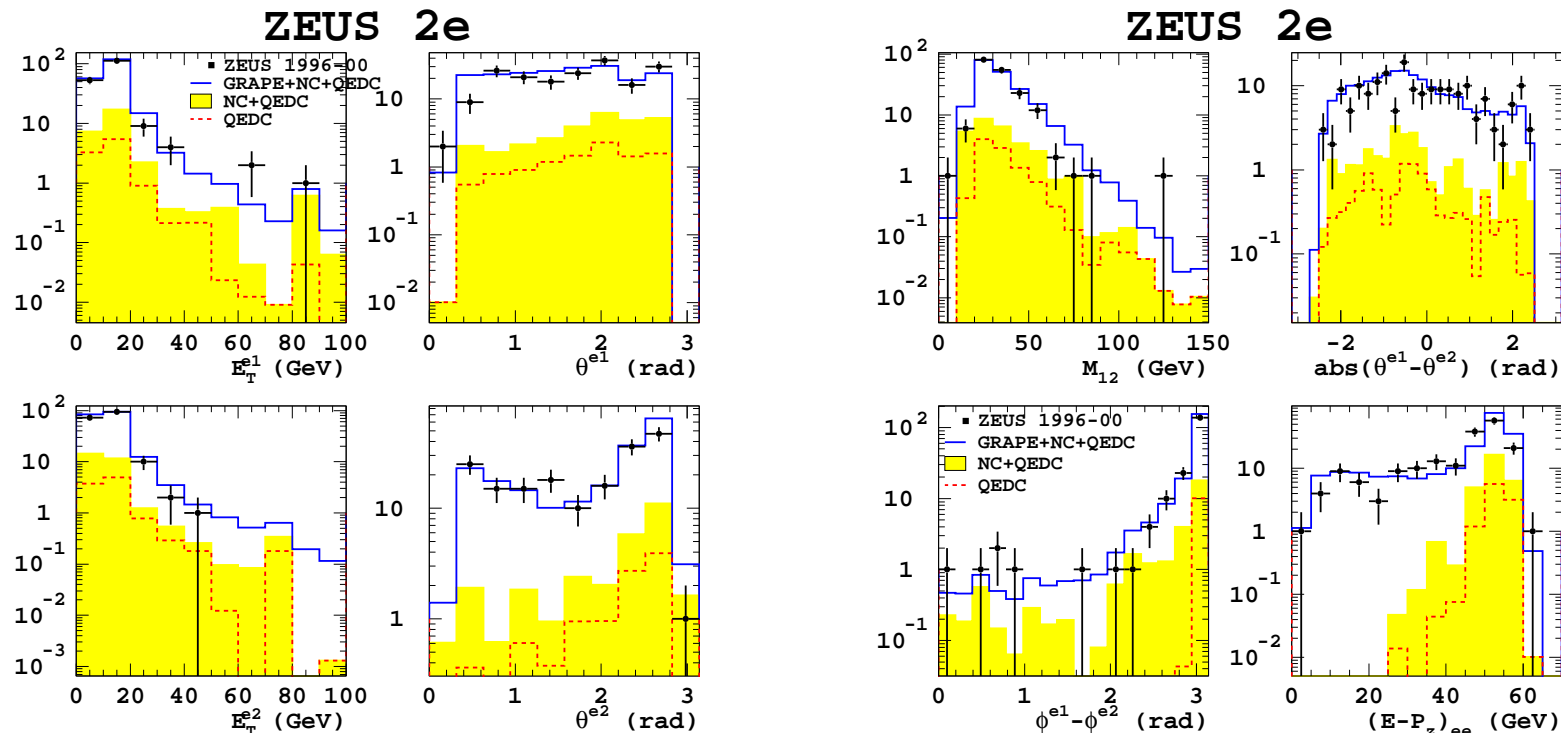 ZEUS 2e
10²
10
1
10⁻¹
10⁻²
ZEUS 1996-00
GRAPE+NC+QEDC
NC+QEDC
QEDC
0 20 40 60 80 100
E_T^e1 (GeV)
10
1
10⁻¹
10⁻²
0 1 2 3
θ^e1 (rad)
10²
10
1
10⁻¹
10⁻²
10⁻³
0 20 40 60 80 100
E_T^e2 (GeV)
10
1
0 1 2 3
θ^e2 (rad)
ZEUS 2e
10²
10
1
10⁻¹
10⁻²
0 50 100 150
M_12 (GeV)
10
1
10⁻¹
-2 0 2
abs(θ^e1-θ^e2) (rad)
10²
10
1
10⁻¹
ZEUS 1996-00
GRAPE+NC+QEDC
NC+QEDC
QEDC
0 1 2 3
φ^e1-φ^e2 (rad)
10²
10
1
10⁻¹
10⁻²
0 20 40 60
(E-P_z)_ee (GeV)